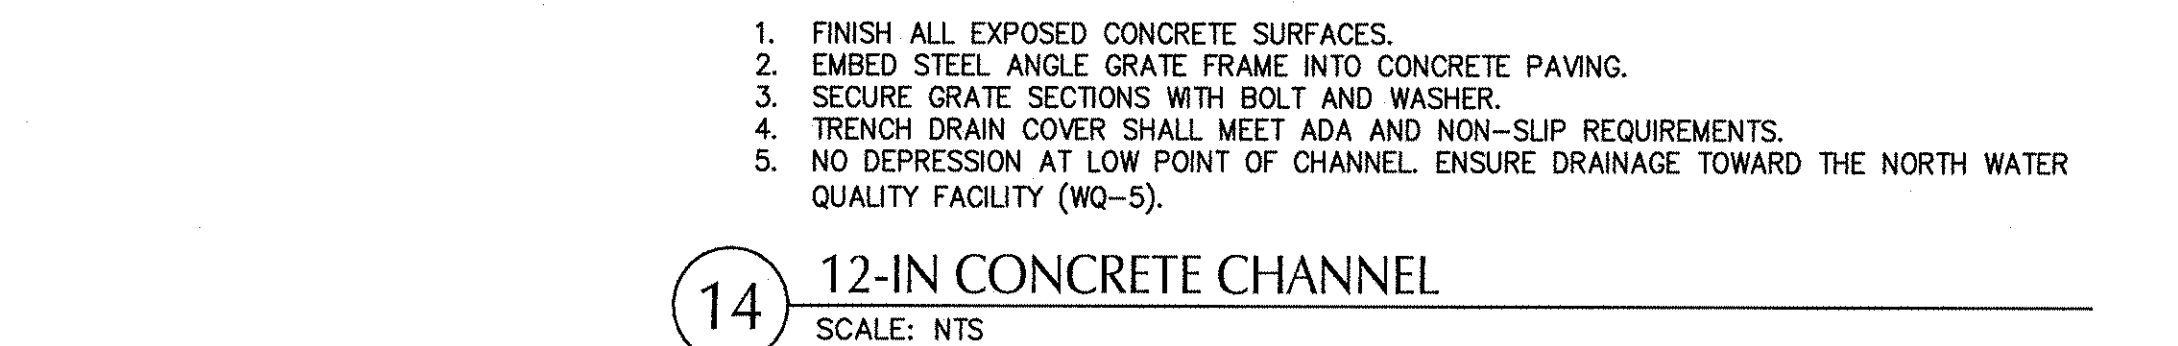 1. FINISH ALL EXPOSED CONCRETE SURFACES.
2. EMBED STEEL ANGLE GRATE FRAME INTO CONCRETE PAVING.
3. SECURE GRATE SECTIONS WITH BOLT AND WASHER.
4. TRENCH DRAIN COVER SHALL MEET ADA AND NON-SLIP REQUIREMENTS.
5. NO DEPRESSION AT LOW POINT OF CHANNEL. ENSURE DRAINAGE TOWARD THE NORTH WATER
QUALITY FACILITY (WQ-5).
14 12-IN CONCRETE CHANNEL
SCALE: NTS